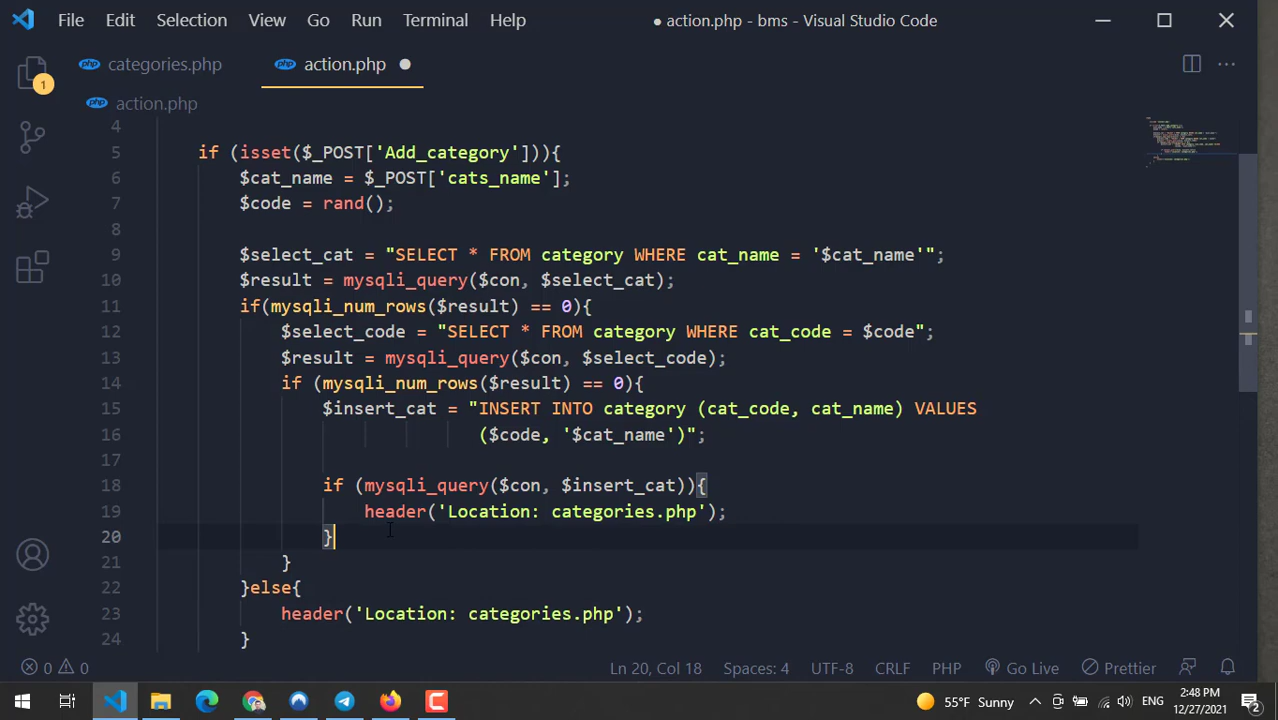 File Edit Selection View Go Run Terminal Help ● action.php - bms - Visual Studio Code
php categories.php php action.php ●
1
php action.php
4
5 if (isset($_POST['Add_category'])){
6 $cat_name = $_POST['cats_name'];
7 $code = rand();
8
9 $select_cat = "SELECT * FROM category WHERE cat_name = '$cat_name'";
10 $result = mysqli_query($con, $select_cat);
11 if(mysqli_num_rows($result) == 0){
12 $select_code = "SELECT * FROM category WHERE cat_code = $code";
13 $result = mysqli_query($con, $select_code);
14 if (mysqli_num_rows($result) == 0){
15 $insert_cat = "INSERT INTO category (cat_code, cat_name) VALUES
16 ($code, '$cat_name')";
17
18 if (mysqli_query($con, $insert_cat)){
19 header('Location: categories.php');
20 }
21 }
22 }else{
23 header('Location: categories.php');
24 }
0 0 Ln 20, Col 18 Spaces: 4 UTF-8 CRLF PHP Go Live Prettier
55°F Sunny ENG 2:48 PM
12/27/2021 2